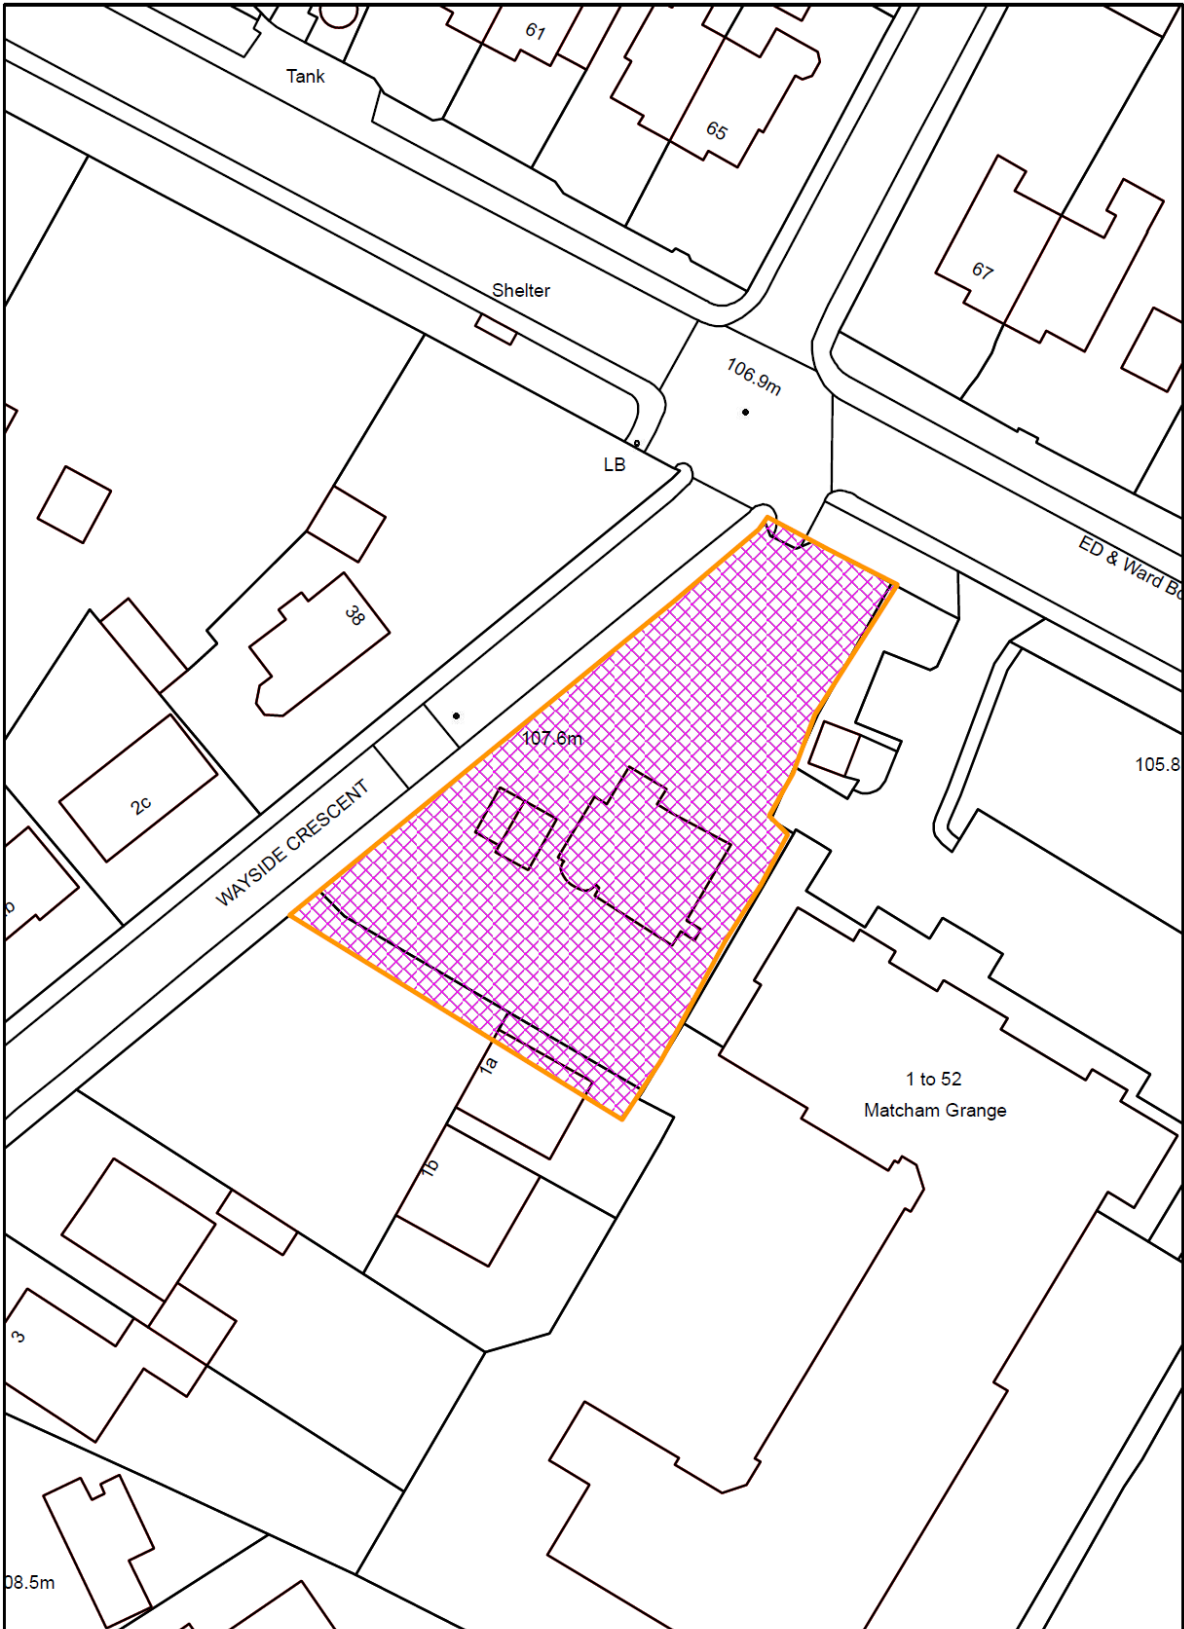 61
Tank
65
67
Shelter
106.9m
LB
ED & Ward Bo
38
107.6m
105.8
2c
WAYSIDE CRESCENT
1a
1 to 52
Matcham Grange
1b
3
08.5m